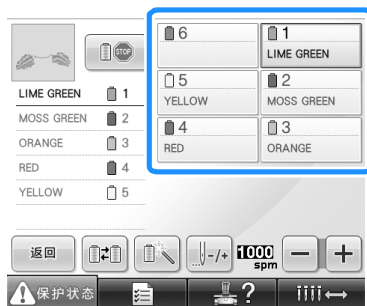 STOP
LIME GREEN 1
MOSS GREEN 2
ORANGE 3
RED 4
YELLOW 5
6
1
LIME GREEN
5
YELLOW
2
MOSS GREEN
4
RED
3
ORANGE
返回
-/+
1000
spm
- +
保护状态
?